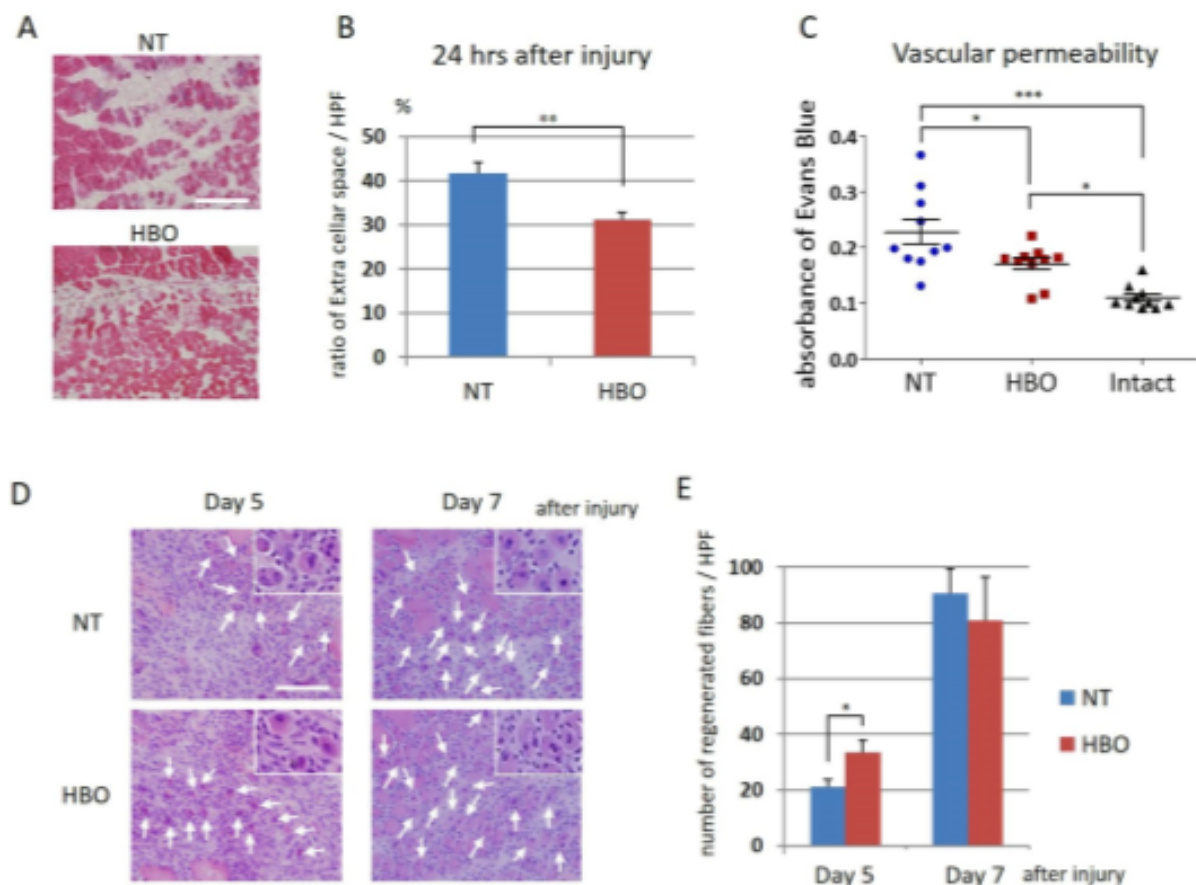 A
NT
HBO
B
24 hrs after injury
%
ratio of Extra cellar space / HPF
**
50
40
30
20
10
0
NT
HBO
C
Vascular permeability
absorbance of Evans Blue
***
*
*
0.4
0.3
0.2
0.1
0.0
NT
HBO
Intact
D
Day 5
Day 7
after injury
NT
HBO
E
number of regenerated fibers / HPF
100
80
60
40
20
0
*
NT
HBO
Day 5
Day 7
after injury